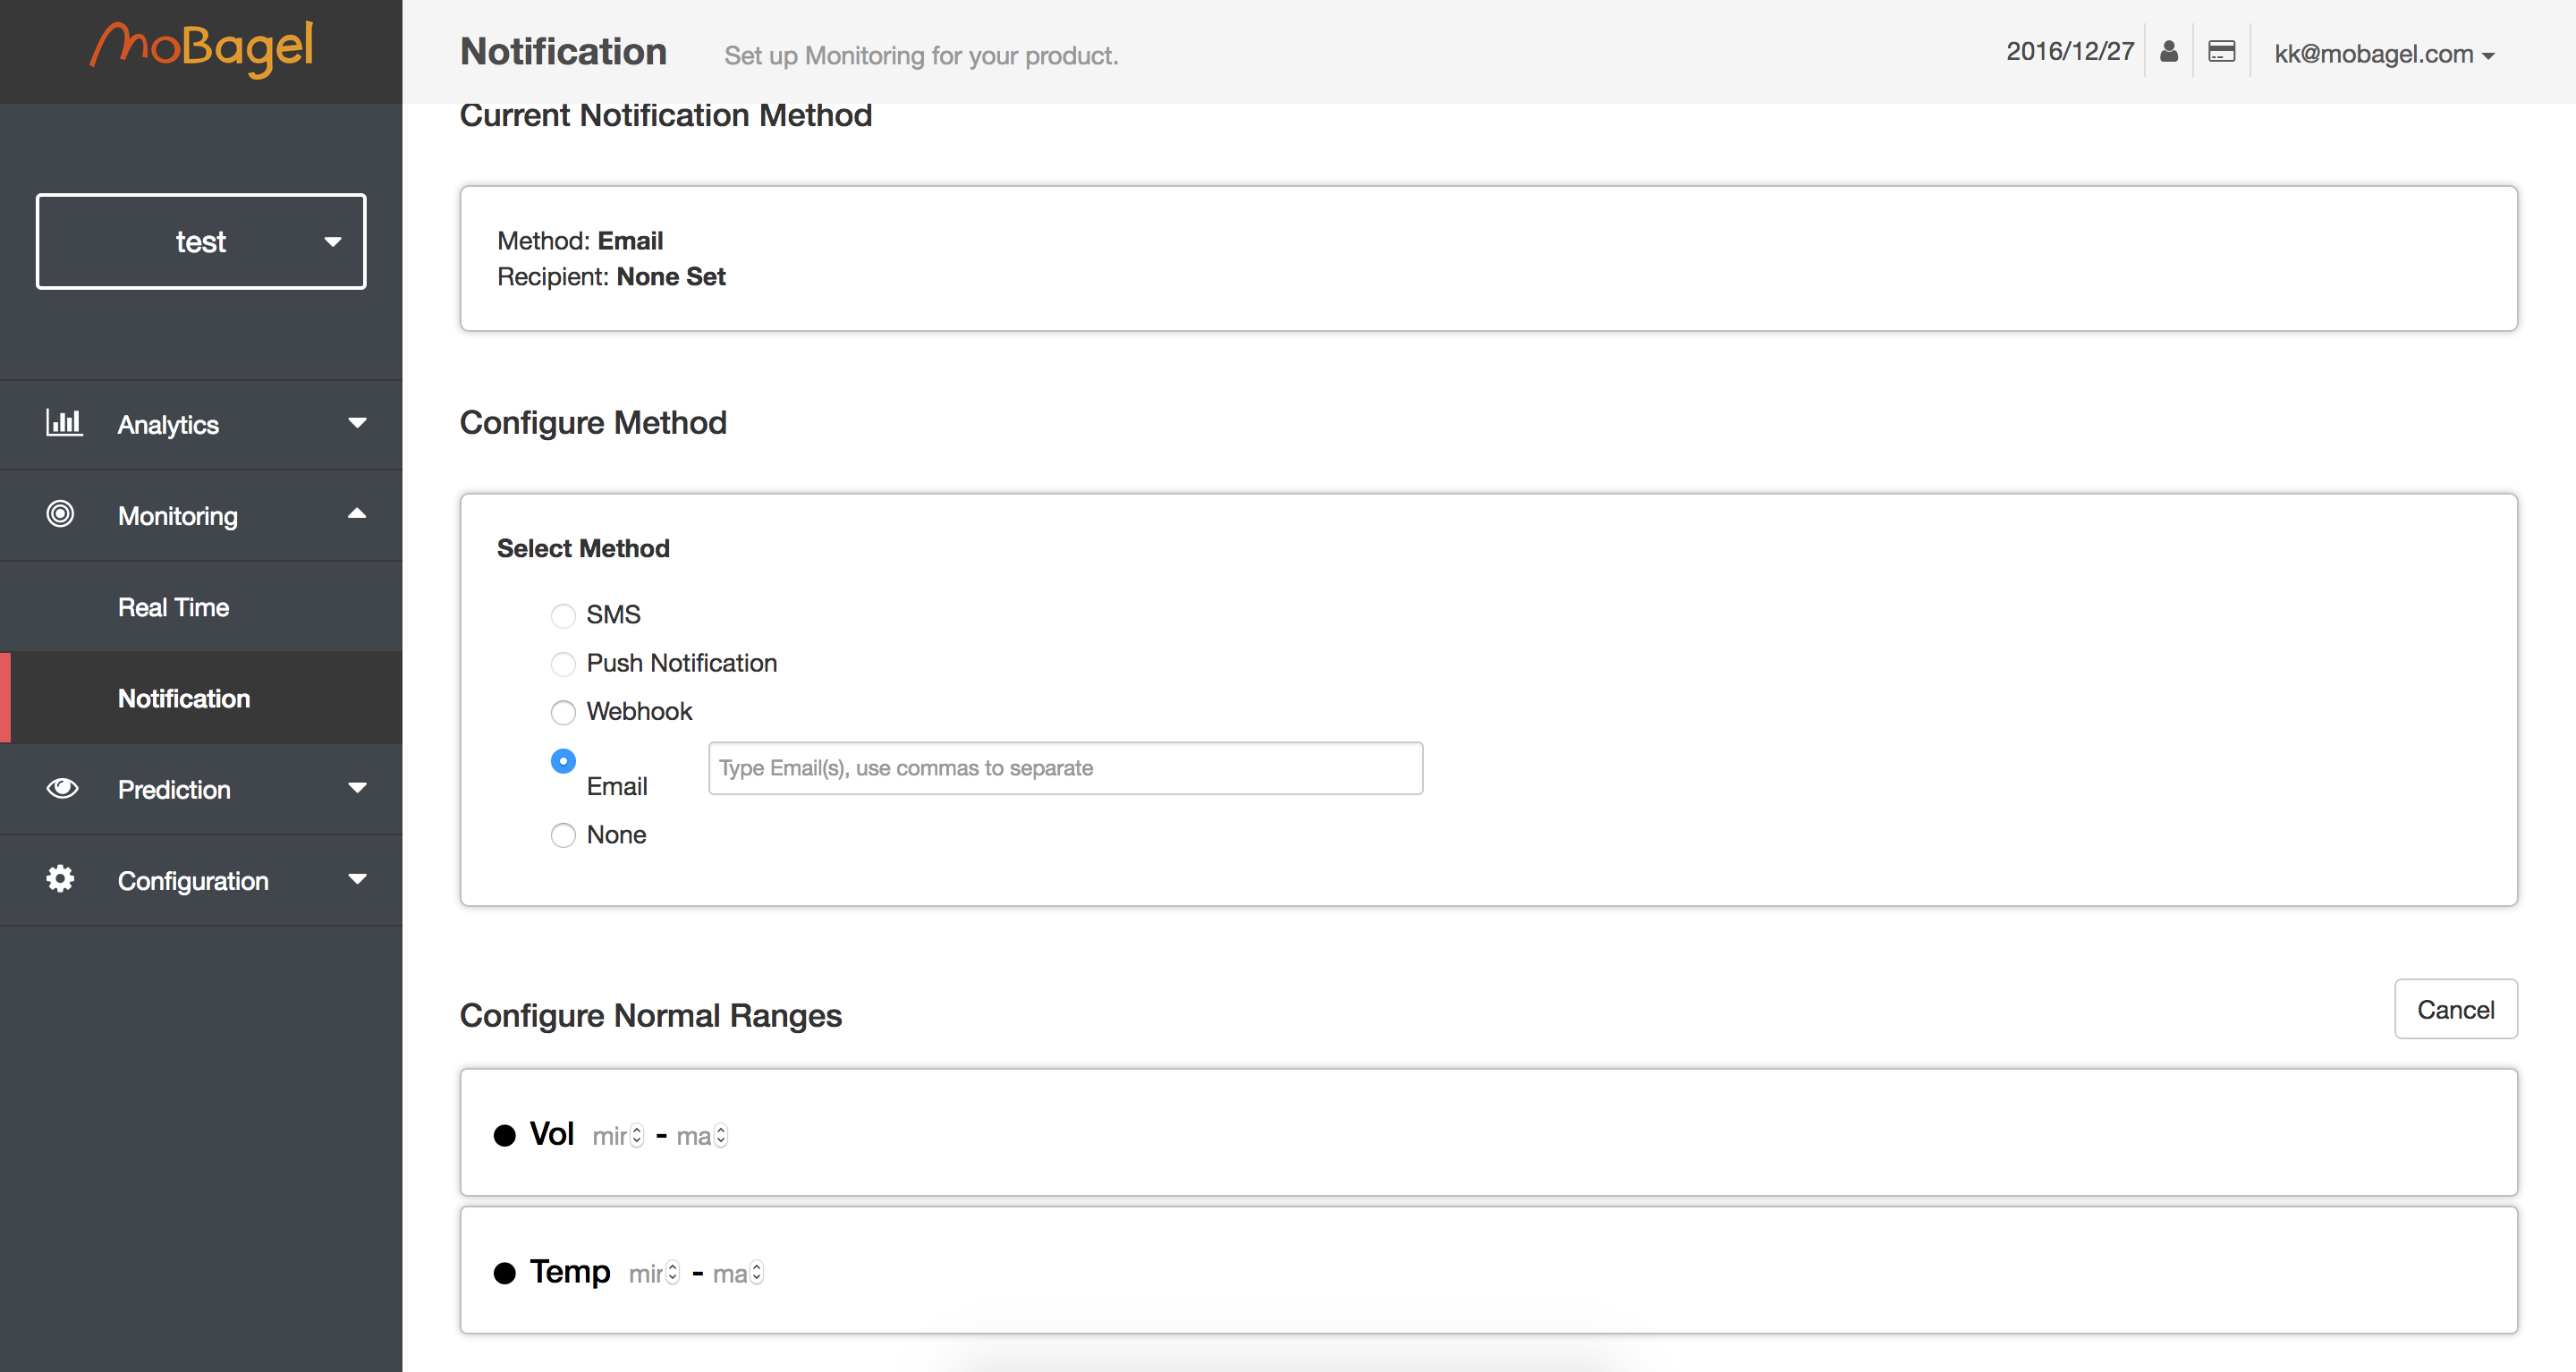 moBagel
Notification
Set up Monitoring for your product.
2016/12/27
kk@mobagel.com
test
Analytics
Monitoring
Real Time
Notification
Prediction
Configuration
Current Notification Method
Method: Email
Recipient: None Set
Configure Method
Select Method
SMS
Push Notification
Webhook
Email
Type Email(s), use commas to separate
None
Configure Normal Ranges
Cancel
Vol mir - ma
Temp mir - ma